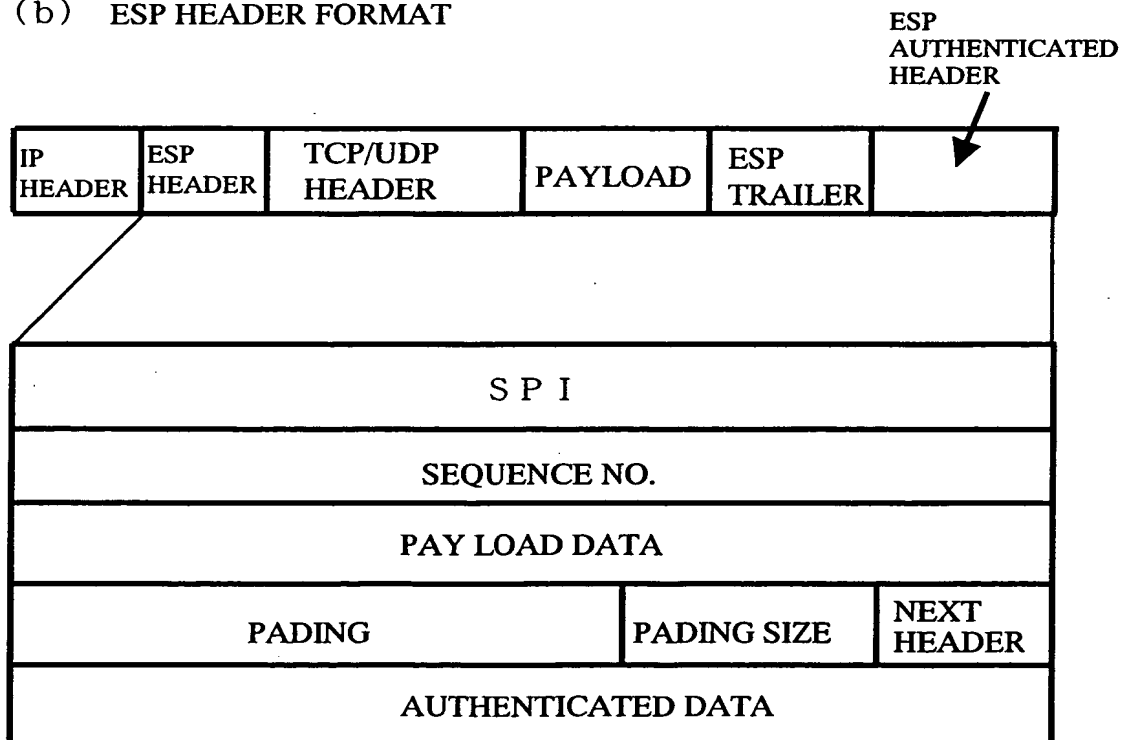 (b) ESP HEADER FORMAT
ESP
AUTHENTICATED
HEADER
IP
HEADER
ESP
HEADER
TCP/UDP
HEADER
PAYLOAD
ESP
TRAILER
SPI
SEQUENCE NO.
PAY LOAD DATA
PADING
PADING SIZE
NEXT
HEADER
AUTHENTICATED DATA